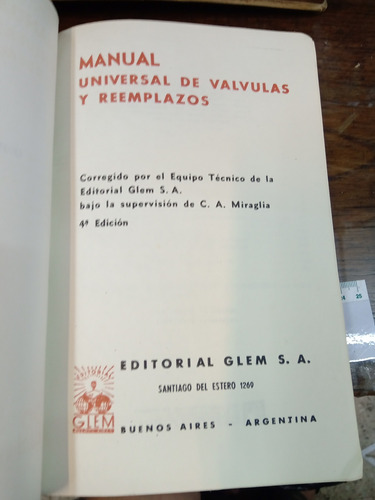 MANUAL
UNIVERSAL DE VALVULAS
Y REEMPLAZOS
Corregido por el Equipo Técnico de la
Editorial Glem S. A.
bajo la supervisión de C. A. Miraglia
4ª Edición
EDITORIAL GLEM S. A.
SANTIAGO DEL ESTERO 1269
GLEM
BUENOS AIRES - ARGENTINA
25